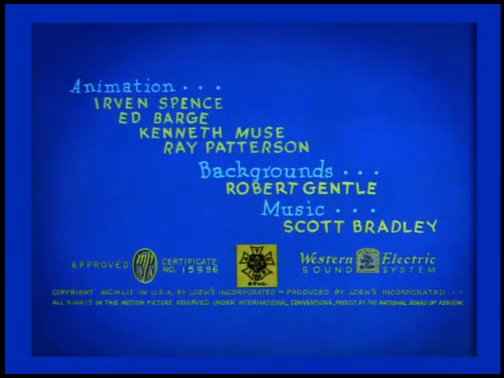 Animation . . .
IRVEN SPENCE
ED BARGE
KENNETH MUSE
RAY PATTERSON
Backgrounds . . .
ROBERT GENTLE
Music . . .
SCOTT BRADLEY
APPROVED
CERTIFICATE
NO. 15996
Western Electric
SOUND SYSTEM
COPYRIGHT MCMLII IN U.S.A. BY LOEW'S INCORPORATED ~ PRODUCED BY LOEW'S INCORPORATED - -
ALL RIGHTS IN THIS MOTION PICTURE RESERVED UNDER INTERNATIONAL CONVENTIONS, PASSED BY THE NATIONAL BOARD OF REVIEW.